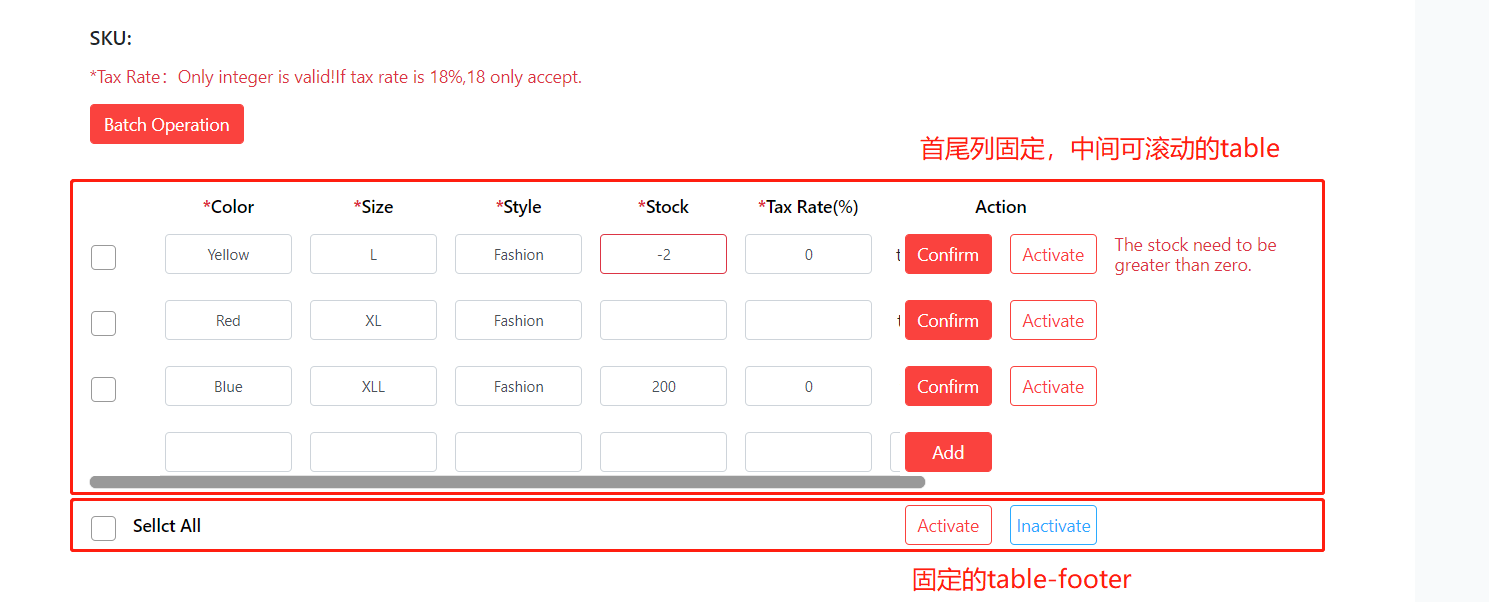 SKU:
*Tax Rate：Only integer is valid!If tax rate is 18%,18 only accept.
Batch Operation
首尾列固定，中间可滚动的table
*Color *Size *Style *Stock *Tax Rate(%) Action
Yellow L Fashion -2 0 t Confirm Activate The stock need to be
greater than zero.
Red XL Fashion t Confirm Activate
Blue XLL Fashion 200 0 Confirm Activate
Add
Sellct All Activate Inactivate
固定的table-footer